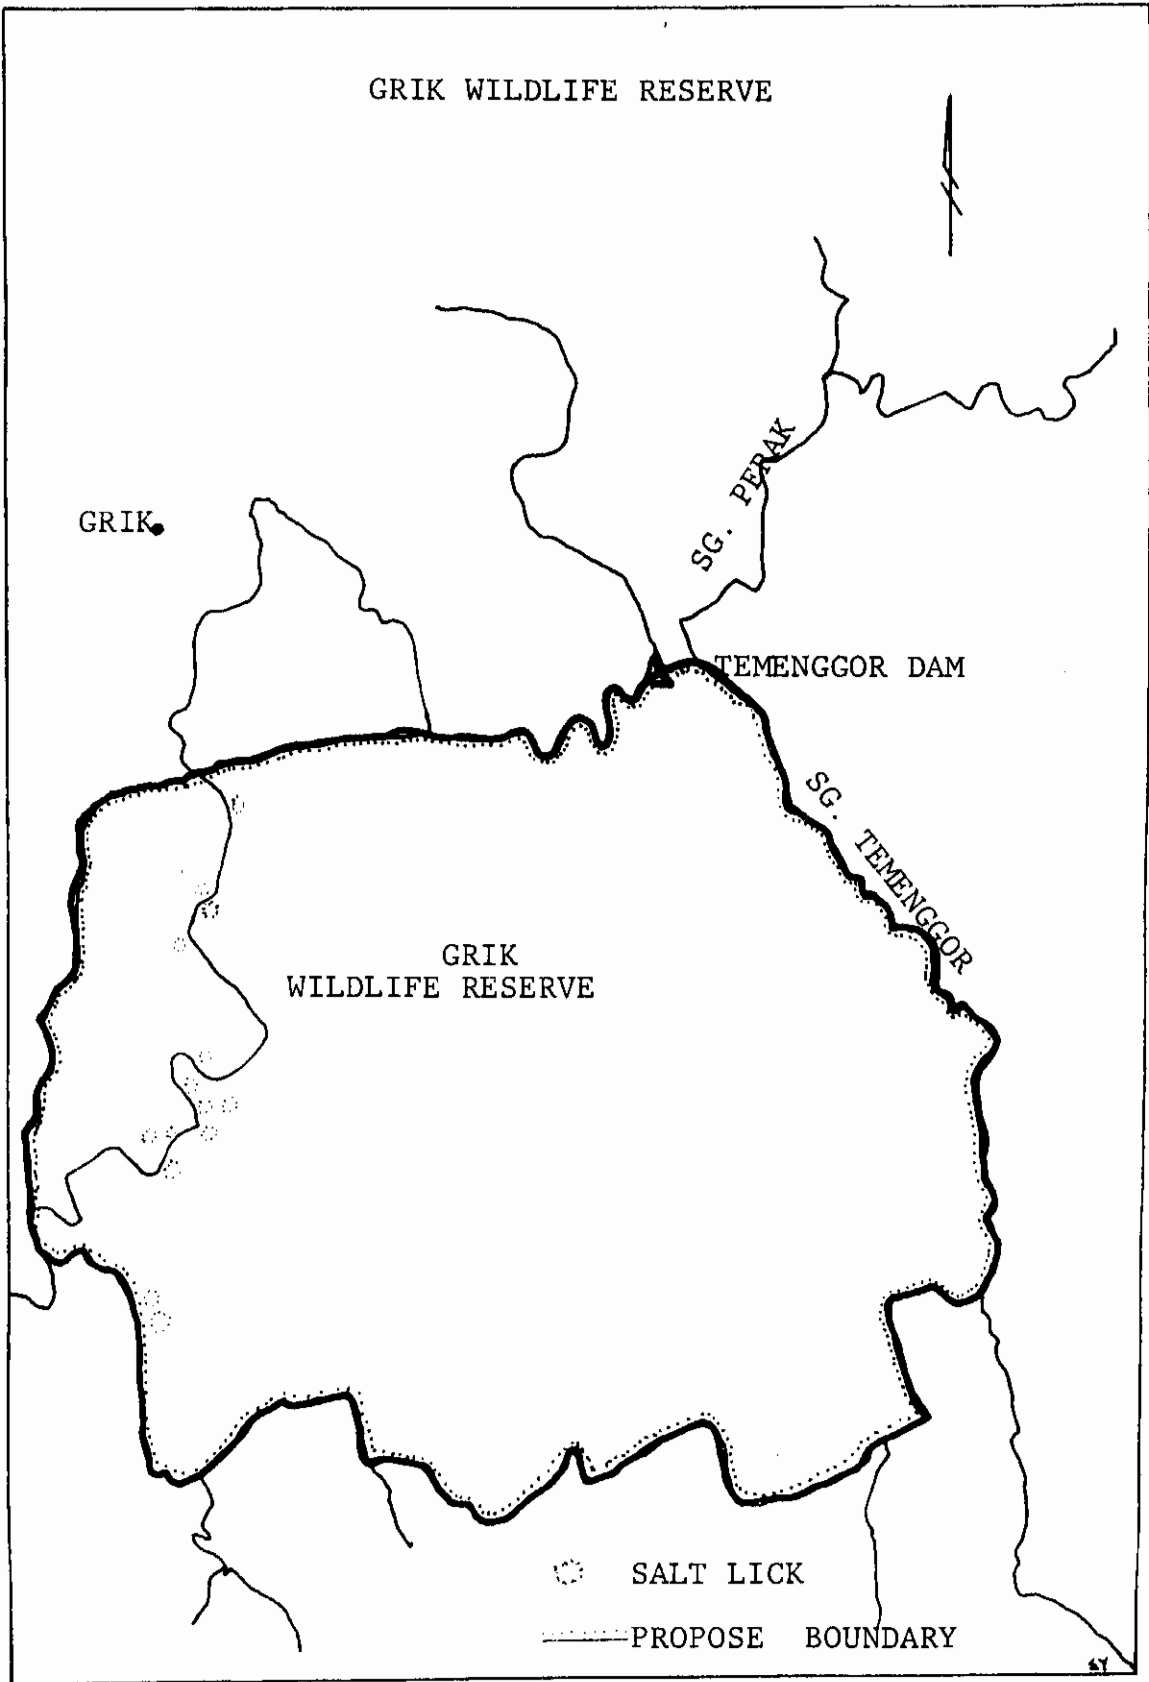 GRIK WILDLIFE RESERVE
SG. PERAK
GRIK
TEMENGGOR DAM
SG. TEMENGGOR
GRIK
WILDLIFE RESERVE
SALT LICK
PROPOSE BOUNDARY